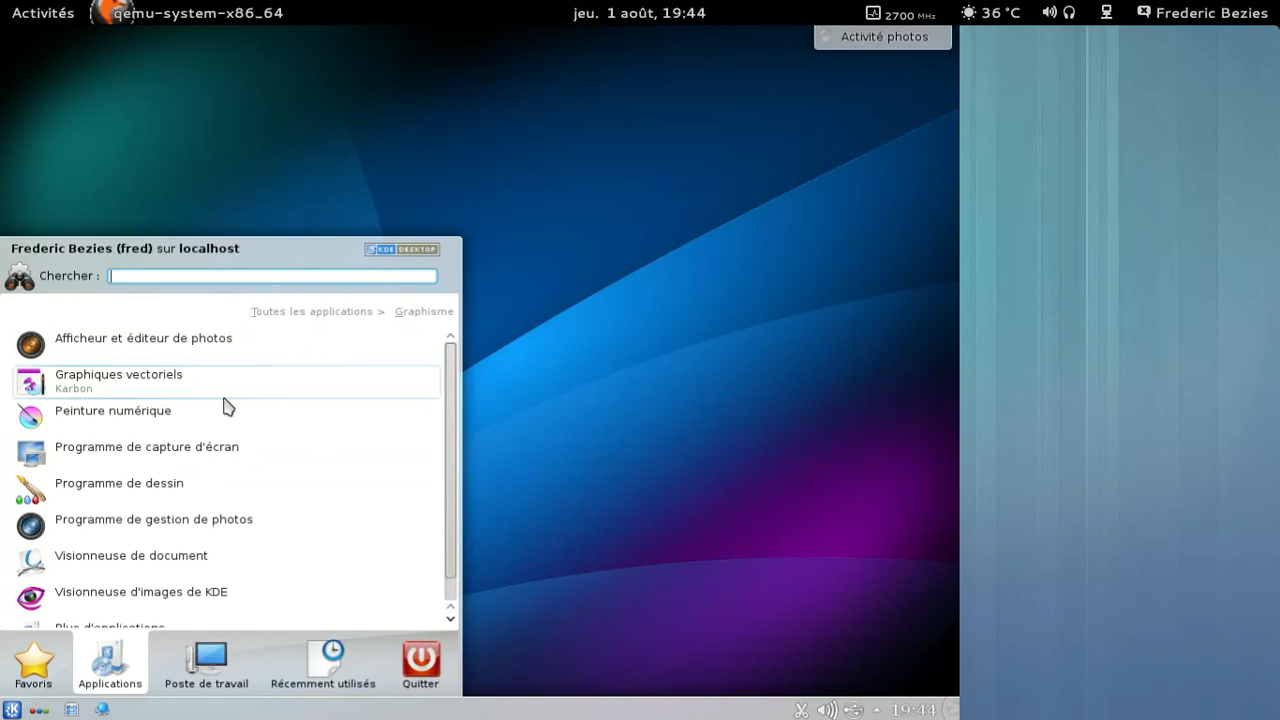 Activités qemu-system-x86_64 jeu. 1 août, 19:44 2700 MHz 36 °C Frederic Bezies
Activité photos
Frederic Bezies (fred) sur localhost KDE DESKTOP
Chercher :
Toutes les applications > Graphisme
Afficheur et éditeur de photos
Graphiques vectoriels
Karbon
Peinture numérique
Programme de capture d'écran
Programme de dessin
Programme de gestion de photos
Visionneuse de document
Visionneuse d'images de KDE
Plus d'applications
Favoris Applications Poste de travail Récemment utilisés Quitter
19:44